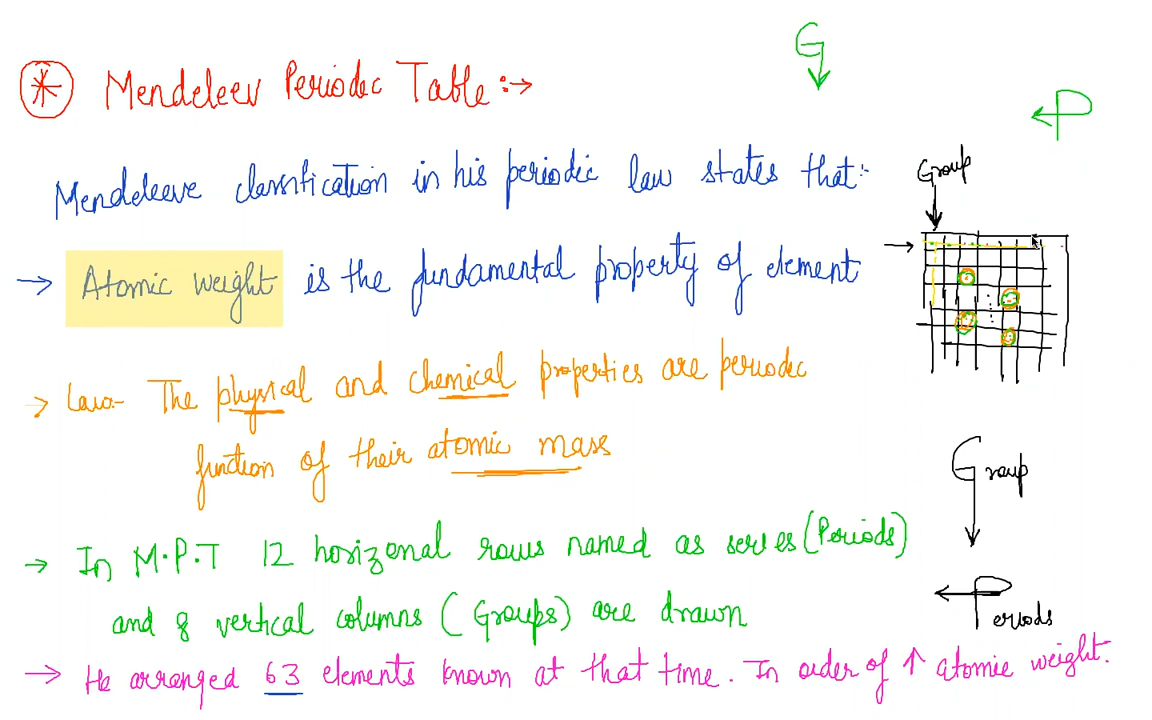 G
P
* Mendeleev Periodic Table :→
Mendeleeve classification in his periodic law states that:-
Group
→ Atomic weight is the fundamental property of element
→ Law:- The physical and chemical properties are periodic
function of their atomic mass
Group
→ In M.P.T 12 horizonal rows named as series (Periods)
and 8 vertical columns (Groups) are drawn
Periods
→ He arranged 63 elements known at that time. In order of ↑ atomic weight.